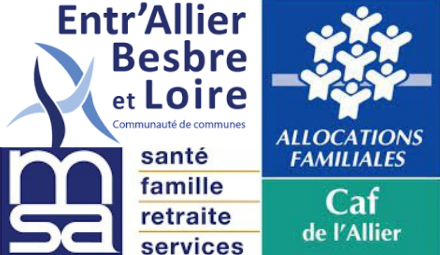 Entr'Allier
Besbre
et Loire
Communauté de communes
msa
santé
famille
retraite
services
ALLOCATIONS
FAMILIALES
Caf
de l'Allier